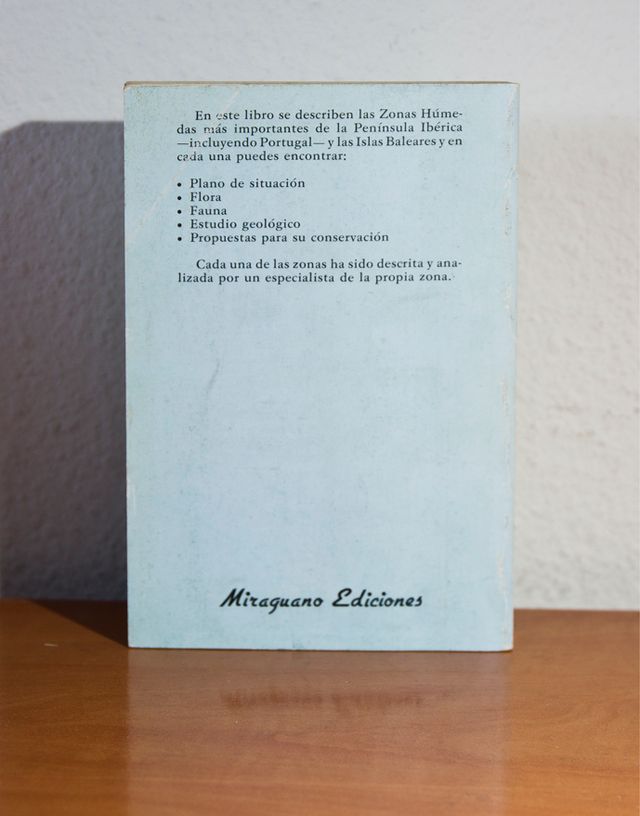 En este libro se describen las Zonas Húme-
das más importantes de la Península Ibérica
—incluyendo Portugal— y las Islas Baleares y en
cada una puedes encontrar:
• Plano de situación
• Flora
• Fauna
• Estudio geológico
• Propuestas para su conservación
Cada una de las zonas ha sido descrita y ana-
lizada por un especialista de la propia zona.
Miraguano Ediciones